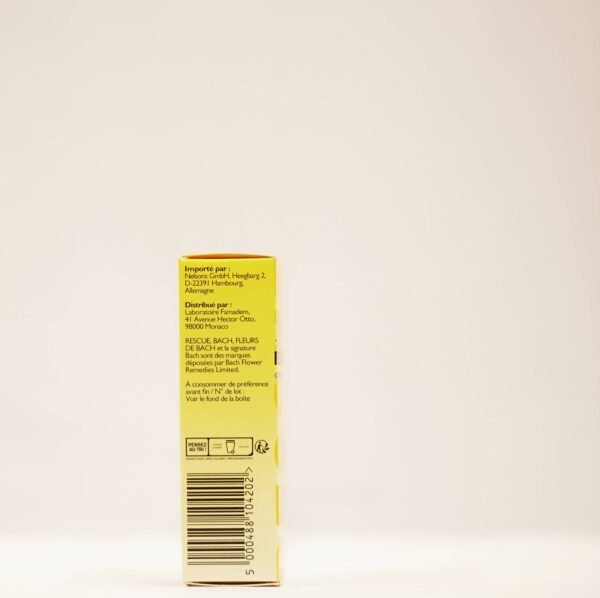 Importé par :
Nelsons GmbH, Heegbarg 2,
D-22391 Hambourg,
Allemagne
Distribué par :
Laboratoire Famadem,
41 Avenue Hector Otto,
98000 Monaco
RESCUE, BACH, FLEURS
DE BACH et la signature
Bach sont des marques
déposées par Bach Flower
Remedies Limited.
À consommer de préférence
avant fin / N° de lot :
Voir le fond de la boîte
PENSEZ
AU TRI !
5 000488 104202 >